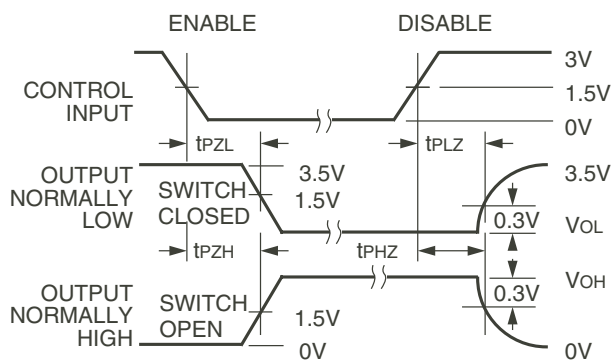 ENABLE DISABLE
3V
CONTROL
INPUT
1.5V
0V
tPZL tPLZ
OUTPUT
NORMALLY
LOW
3.5V
SWITCH
CLOSED
1.5V
3.5V
0.3V
VOL
tPZH tPHZ
OUTPUT
NORMALLY
HIGH
SWITCH
OPEN
1.5V
0V
VOH
0.3V
0V